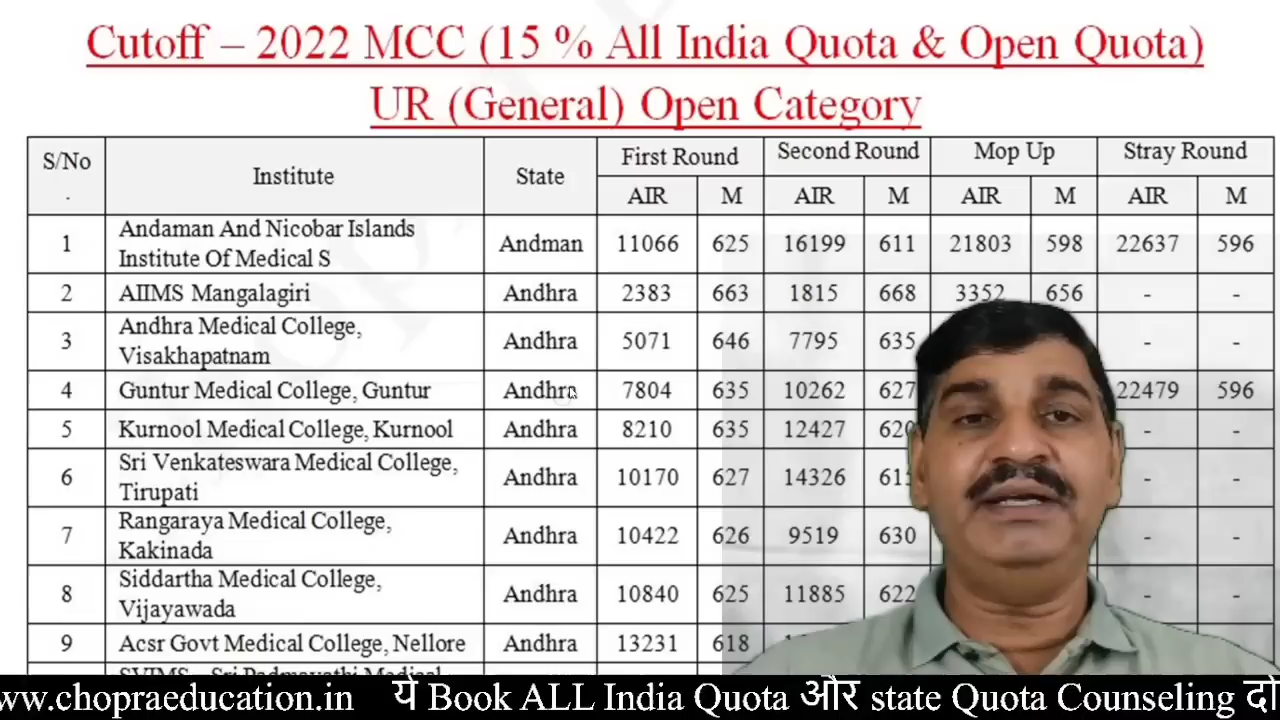 Cutoff – 2022 MCC (15 % All India Quota & Open Quota)
UR (General) Open Category
S/No. Institute State First Round Second Round Mop Up Stray Round
AIR M AIR M AIR M AIR M
1 Andaman And Nicobar Islands Institute Of Medical S Andman 11066 625 16199 611 21803 598 22637 596
2 AIIMS Mangalagiri Andhra 2383 663 1815 668 3352 656 - -
3 Andhra Medical College, Visakhapatnam Andhra 5071 646 7795 635 - -
4 Guntur Medical College, Guntur Andhra 7804 635 10262 627 22479 596
5 Kurnool Medical College, Kurnool Andhra 8210 635 12427 620 - -
6 Sri Venkateswara Medical College, Tirupati Andhra 10170 627 14326 - -
7 Rangaraya Medical College, Kakinada Andhra 10422 626 9519 630 - -
8 Siddartha Medical College, Vijayawada Andhra 10840 625 11885 622 - -
9 Acsr Govt Medical College, Nellore Andhra 13231 618
www.chopraeducation.in ये Book ALL India Quota और state Quota Counseling दो